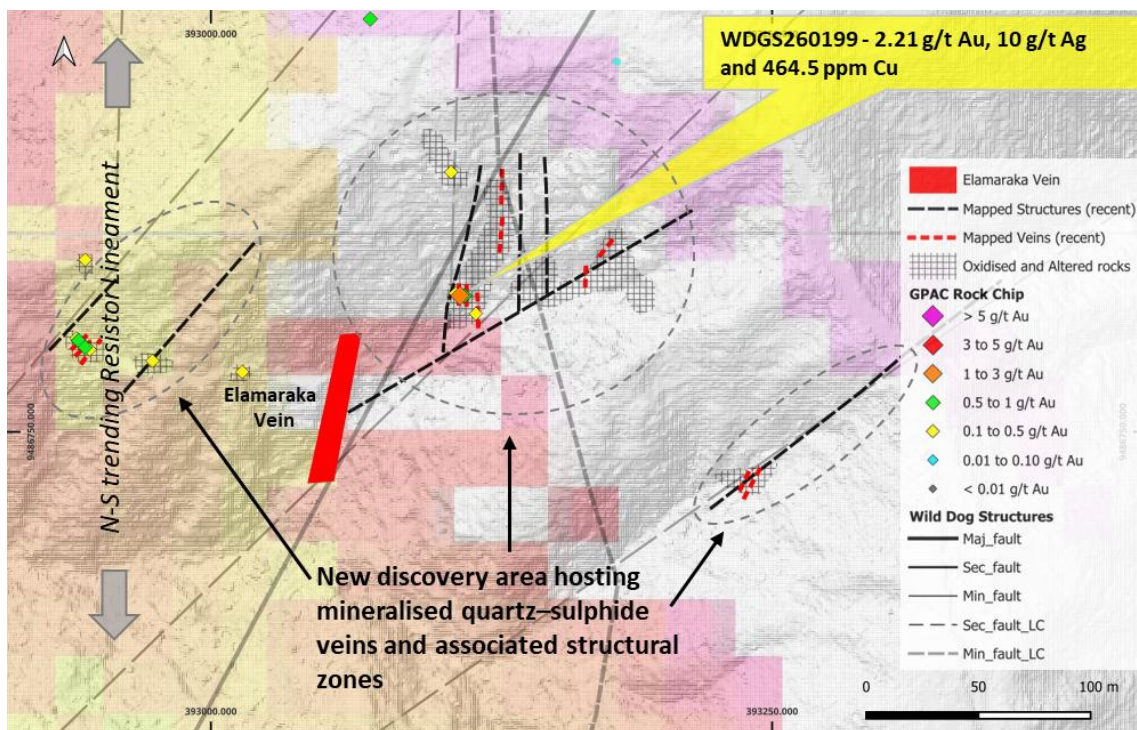 393000.000
WDGS260199 - 2.21 g/t Au, 10 g/t Ag
and 464.5 ppm Cu
N-S trending Resistor Lineament
Elamaraka Vein
Mapped Structures (recent)
Mapped Veins (recent)
Oxidised and Altered rocks
GPAC Rock Chip
> 5 g/t Au
3 to 5 g/t Au
1 to 3 g/t Au
0.5 to 1 g/t Au
0.1 to 0.5 g/t Au
0.01 to 0.10 g/t Au
< 0.01 g/t Au
Wild Dog Structures
Maj_fault
Sec_fault
Min_fault
Sec_fault_LC
Min_fault_LC
Elamaraka
Vein
9486750.000
9486750.000
New discovery area hosting
mineralised quartz–sulphide
veins and associated structural
zones
0 50 100 m
393000.000
393250.000